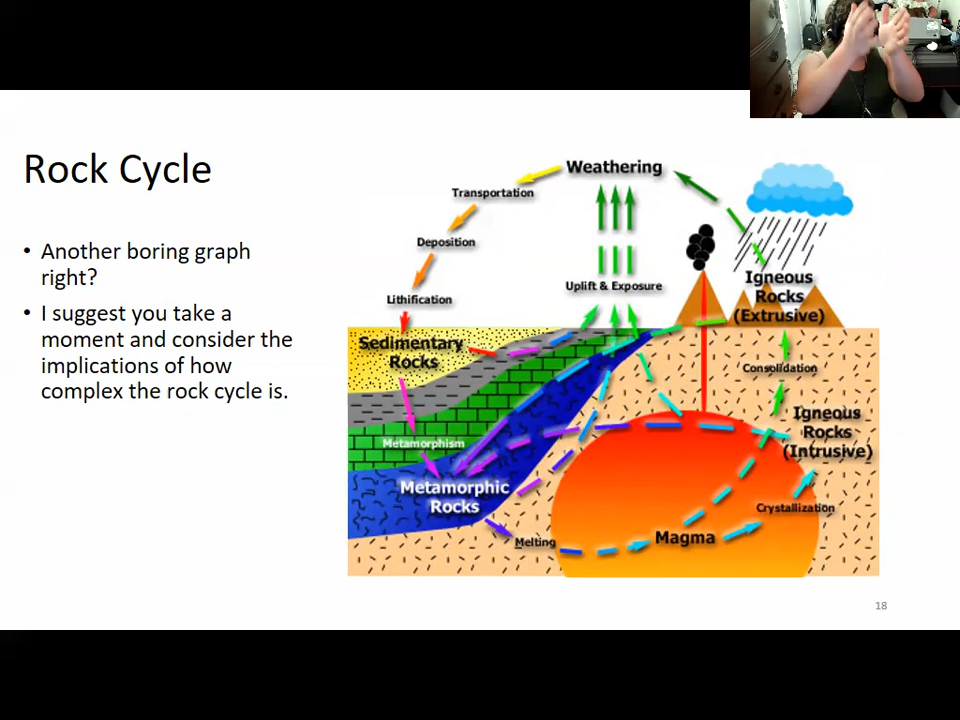 Rock Cycle
• Another boring graph
right?
• I suggest you take a
moment and consider the
implications of how
complex the rock cycle is.
Weathering
Transportation
Deposition
Lithification
Uplift & Exposure
Igneous
Rocks
(Extrusive)
Sedimentary
Rocks
Consolidation
Igneous
Rocks
(Intrusive)
Metamorphism
Metamorphic
Rocks
Crystallization
Melting
Magma
18